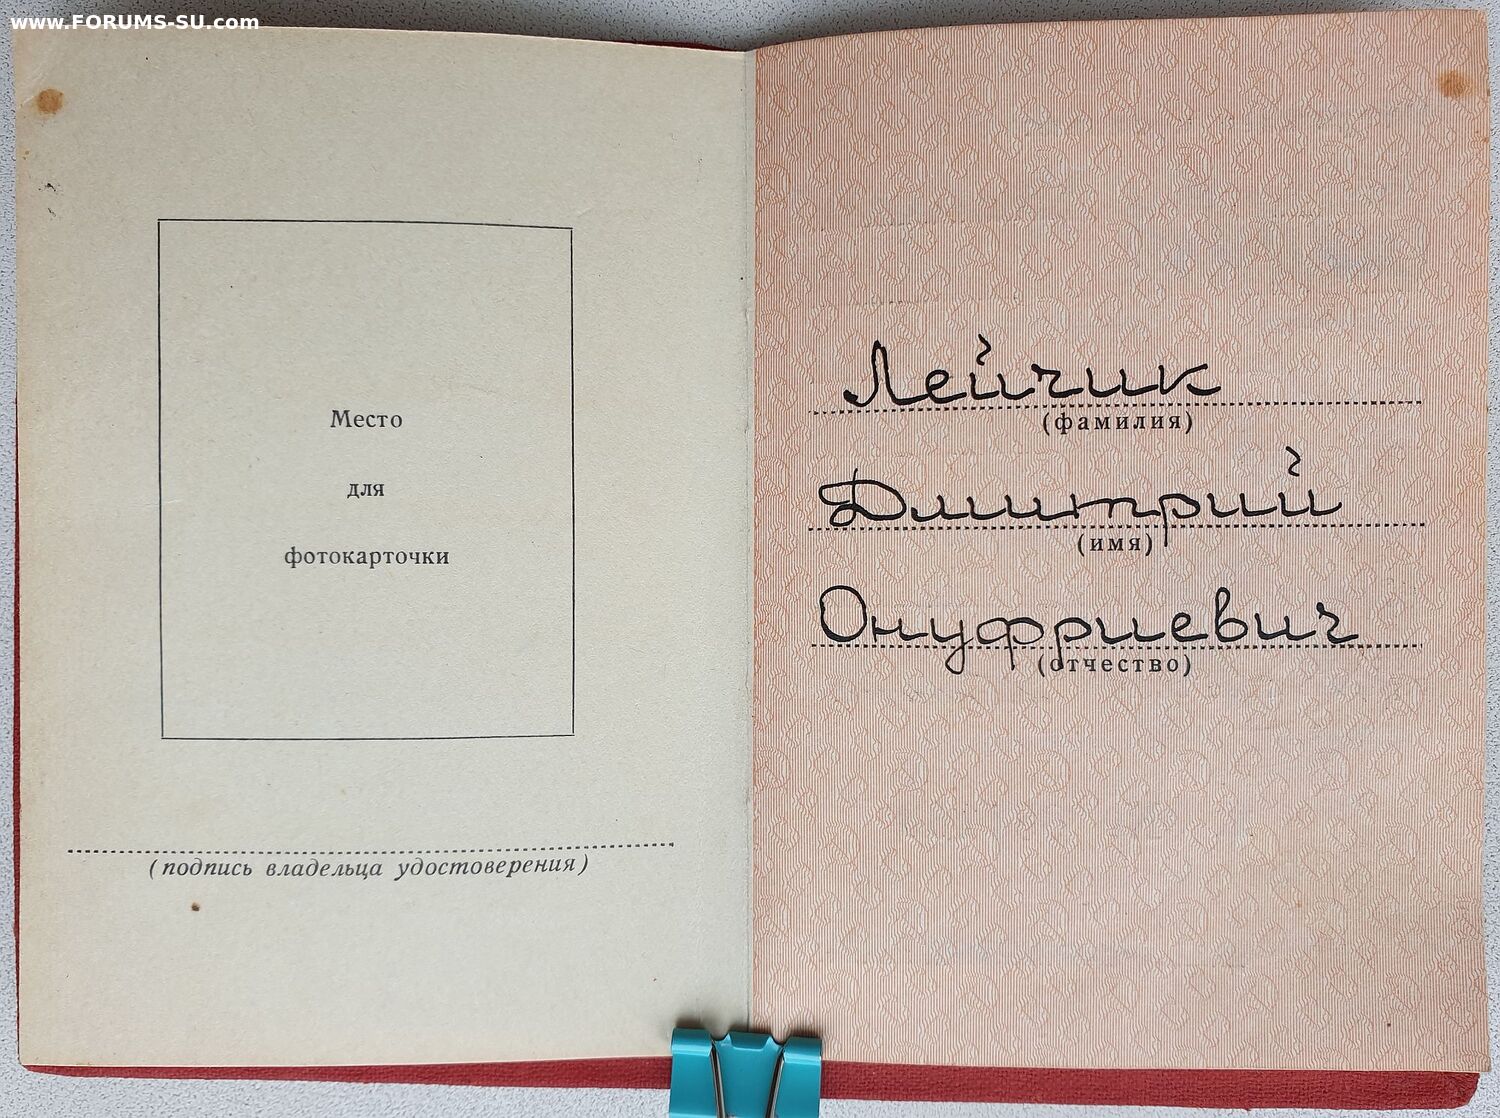 www.FORUMS-SU.com
Место
для
фотокарточки
(подпись владельца удостоверения)
Лейчик
(фамилия)
Дмитрий
(имя)
Онуфриевич
(отчество)